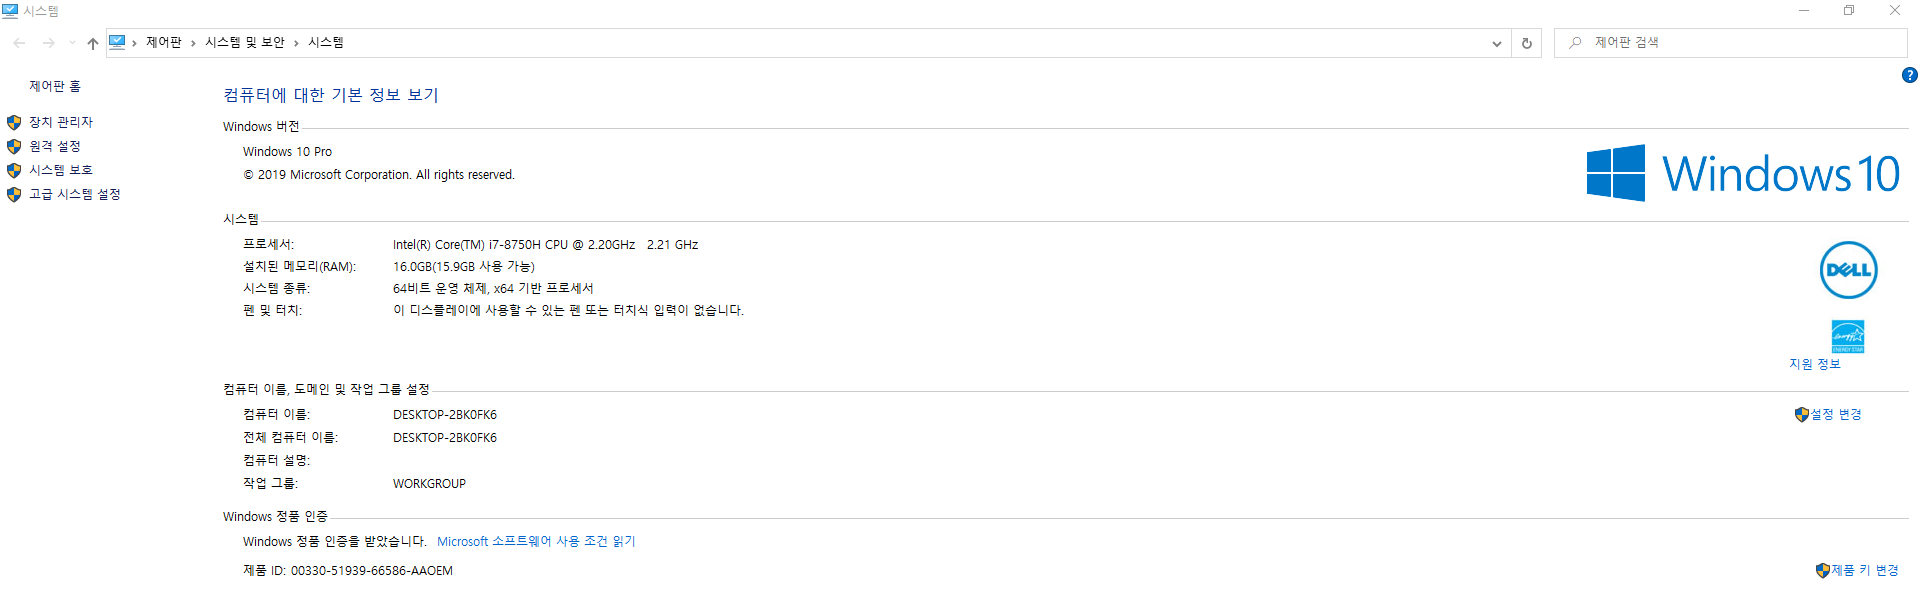 시스템
제어판 시스템 및 보안 시스템
제어판 검색
제어판 홈
장치 관리자
원격 설정
시스템 보호
고급 시스템 설정
컴퓨터에 대한 기본 정보 보기
Windows 버전
Windows 10 Pro
© 2019 Microsoft Corporation. All rights reserved.
Windows 10
시스템
프로세서: Intel(R) Core(TM) i7-8750H CPU @ 2.20GHz 2.21 GHz
설치된 메모리(RAM): 16.0GB(15.9GB 사용 가능)
시스템 종류: 64비트 운영 체제, x64 기반 프로세서
펜 및 터치: 이 디스플레이에 사용할 수 있는 펜 또는 터치식 입력이 없습니다.
DELL
energy
ENERGY STAR
지원 정보
컴퓨터 이름, 도메인 및 작업 그룹 설정
컴퓨터 이름: DESKTOP-2BK0FK6 설정 변경
전체 컴퓨터 이름: DESKTOP-2BK0FK6
컴퓨터 설명:
작업 그룹: WORKGROUP
Windows 정품 인증
Windows 정품 인증을 받았습니다. Microsoft 소프트웨어 사용 조건 읽기
제품 ID: 00330-51939-66586-AAOEM 제품 키 변경